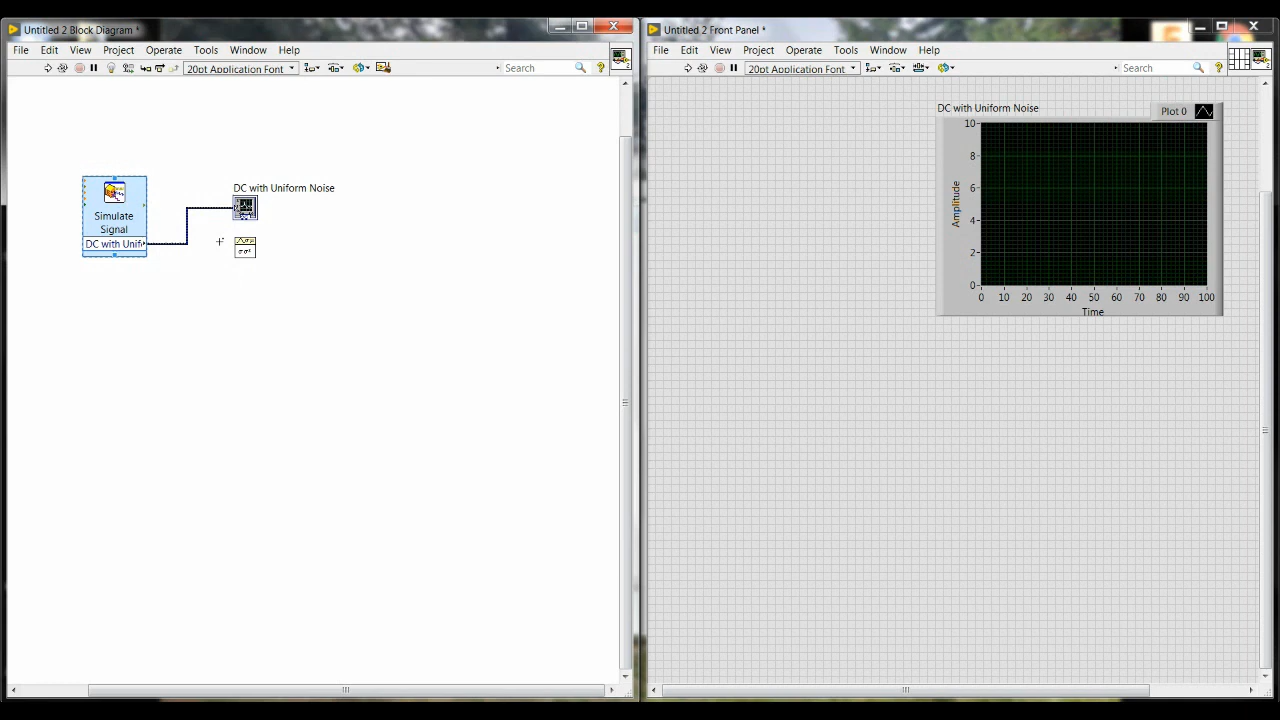 Untitled 2 Block Diagram *
File Edit View Project Operate Tools Window Help
20pt Application Font
Search
Simulate
Signal
DC with Unif
DC with Uniform Noise
Untitled 2 Front Panel *
File Edit View Project Operate Tools Window Help
20pt Application Font
Search
2
DC with Uniform Noise
Plot 0
10
8
6
4
2
0
Amplitude
0 10 20 30 40 50 60 70 80 90 100
Time